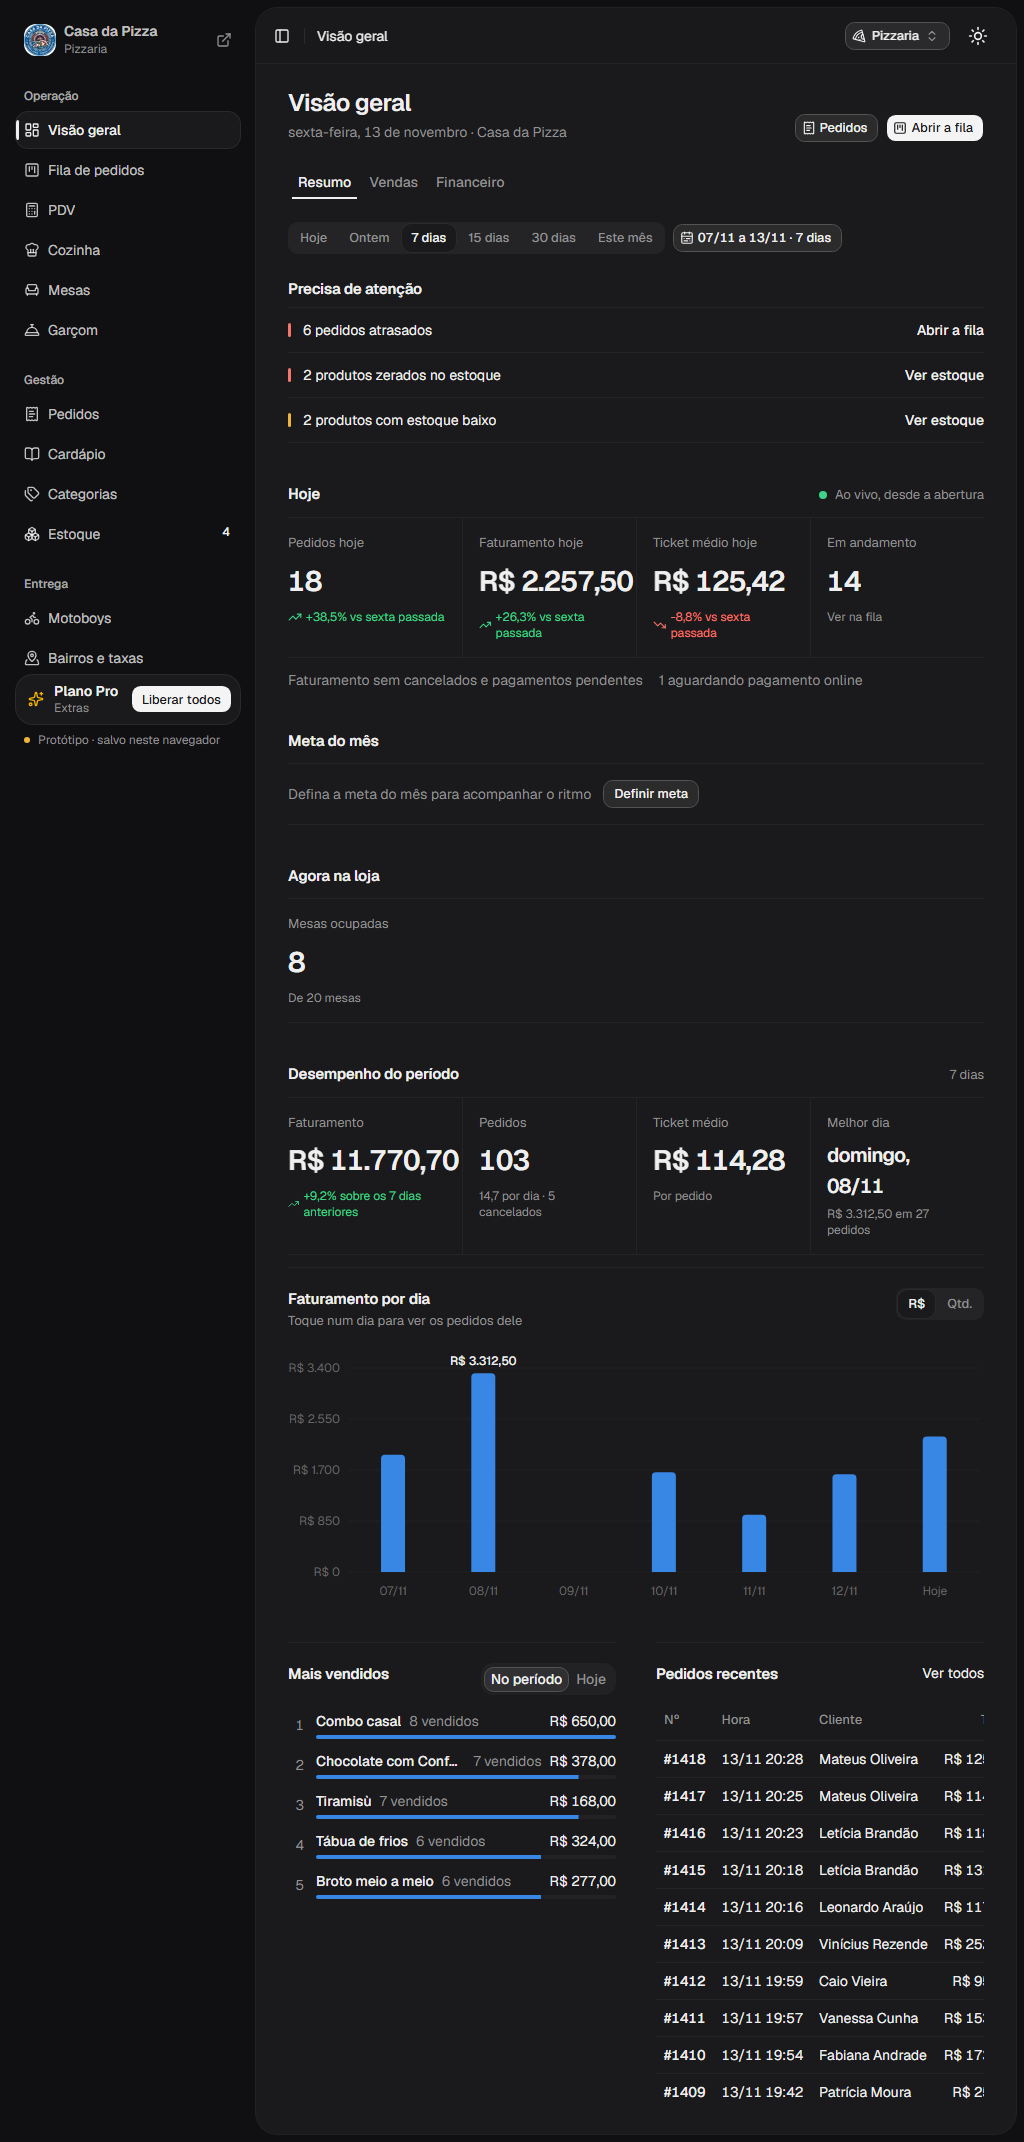 Casa da Pizza
Pizzaria
Operação
Visão geral
Fila de pedidos
PDV
Cozinha
Mesas
Garçom
Gestão
Pedidos
Cardápio
Categorias
Estoque 4
Entrega
Motoboys
Bairros e taxas
Plano Pro
Extras
Liberar todos
Protótipo · salvo neste navegador
Visão geral
Pizzaria
Visão geral
sexta-feira, 13 de novembro · Casa da Pizza
Pedidos
Abrir a fila
Resumo Vendas Financeiro
Hoje Ontem 7 dias 15 dias 30 dias Este mês
07/11 a 13/11 · 7 dias
Precisa de atenção
6 pedidos atrasados Abrir a fila
2 produtos zerados no estoque Ver estoque
2 produtos com estoque baixo Ver estoque
Hoje
Ao vivo, desde a abertura
Pedidos hoje
18
+38,5% vs sexta passada
Faturamento hoje
R$ 2.257,50
+26,3% vs sexta
passada
Ticket médio hoje
R$ 125,42
-8,8% vs sexta
passada
Em andamento
14
Ver na fila
Faturamento sem cancelados e pagamentos pendentes 1 aguardando pagamento online
Meta do mês
Defina a meta do mês para acompanhar o ritmo
Definir meta
Agora na loja
Mesas ocupadas
8
De 20 mesas
Desempenho do período
7 dias
Faturamento
R$ 11.770,70
+9,2% sobre os 7 dias
anteriores
Pedidos
103
14,7 por dia · 5
cancelados
Ticket médio
R$ 114,28
Por pedido
Melhor dia
domingo,
08/11
R$ 3.312,50 em 27
pedidos
Faturamento por dia
Toque num dia para ver os pedidos dele
R$ Qtd.
R$ 3.312,50
R$ 3.400
R$ 2.550
R$ 1.700
R$ 850
R$ 0
07/11 08/11 09/11 10/11 11/11 12/11 Hoje
Mais vendidos
No período Hoje
1 Combo casal 8 vendidos R$ 650,00
2 Chocolate com Conf... 7 vendidos R$ 378,00
3 Tiramisù 7 vendidos R$ 168,00
4 Tábua de frios 6 vendidos R$ 324,00
5 Broto meio a meio 6 vendidos R$ 277,00
Pedidos recentes
Ver todos
Nº Hora Cliente
#1418 13/11 20:28 Mateus Oliveira R$ 12
#1417 13/11 20:25 Mateus Oliveira R$ 11
#1416 13/11 20:23 Letícia Brandão R$ 11
#1415 13/11 20:18 Letícia Brandão R$ 13
#1414 13/11 20:16 Leonardo Araújo R$ 11
#1413 13/11 20:09 Vinícius Rezende R$ 25
#1412 13/11 19:59 Caio Vieira R$ 9
#1411 13/11 19:57 Vanessa Cunha R$ 15
#1410 13/11 19:54 Fabiana Andrade R$ 17
#1409 13/11 19:42 Patrícia Moura R$ 2